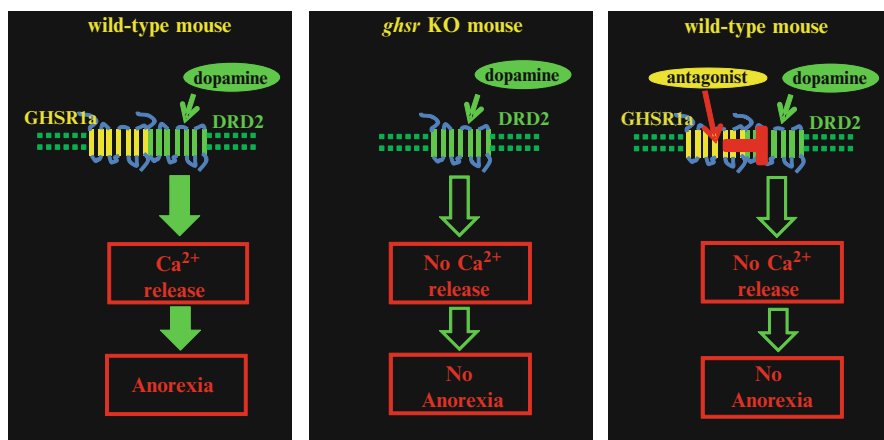 wild-type mouse
dopamine
GHSR1a
DRD2
Ca2+
release
Anorexia
ghsr KO mouse
dopamine
DRD2
No Ca2+
release
No
Anorexia
wild-type mouse
antagonist
dopamine
GHSR1a
DRD2
No Ca2+
release
No
Anorexia